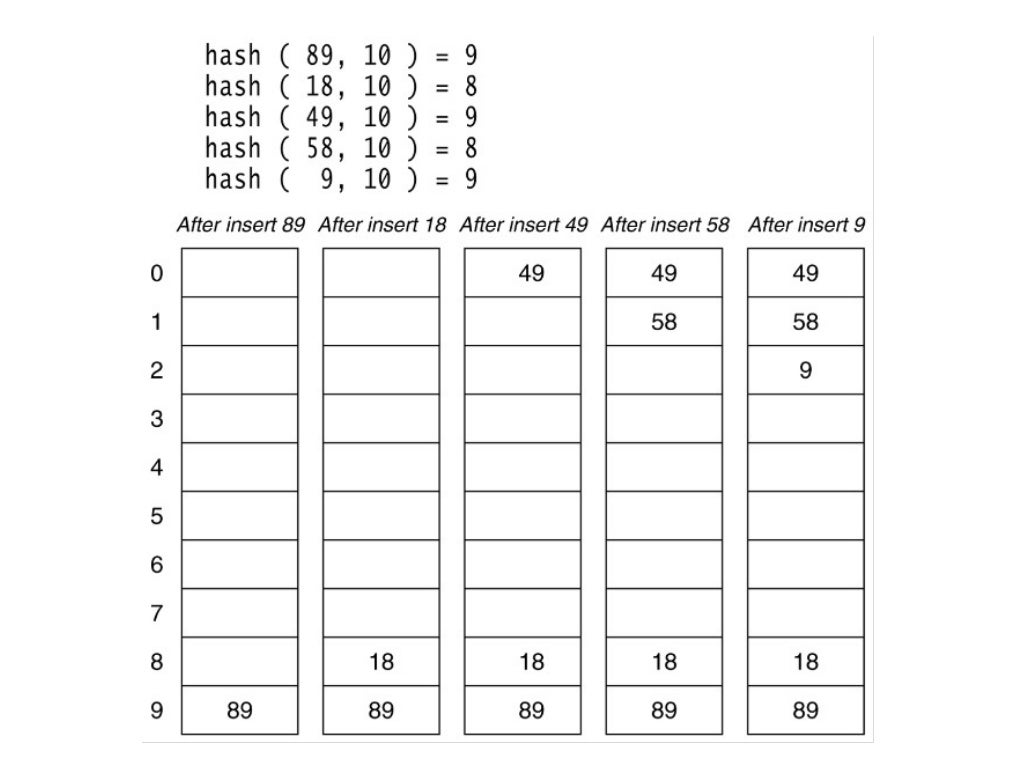 hash ( 89, 10 ) = 9
hash ( 18, 10 ) = 8
hash ( 49, 10 ) = 9
hash ( 58, 10 ) = 8
hash ( 9, 10 ) = 9
After insert 89 After insert 18 After insert 49 After insert 58 After insert 9
0 49 49 49
1 58 58
2 9
3
4
5
6
7
8 18 18 18 18
9 89 89 89 89 89